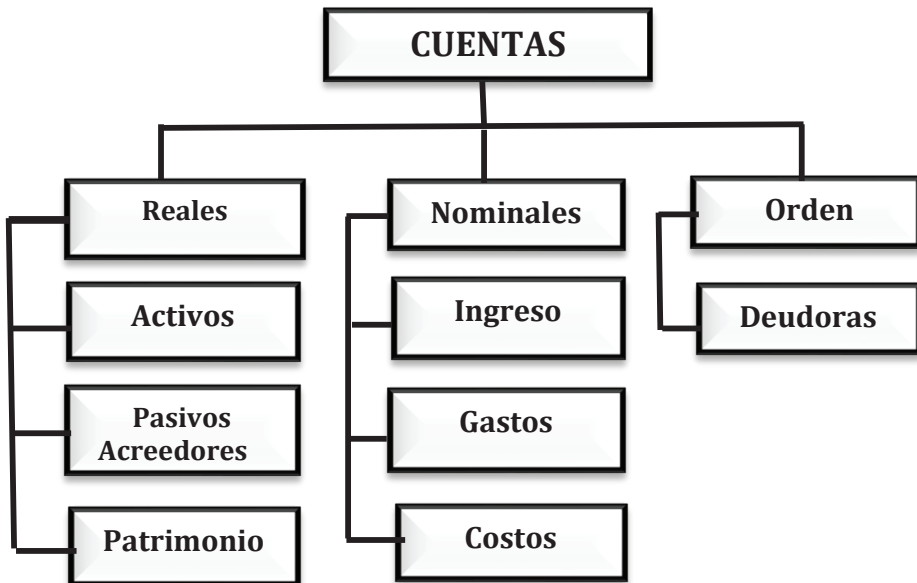 CUENTAS
Reales
Activos
Pasivos
Acreedores
Patrimonio
Nominales
Ingreso
Gastos
Costos
Orden
Deudoras